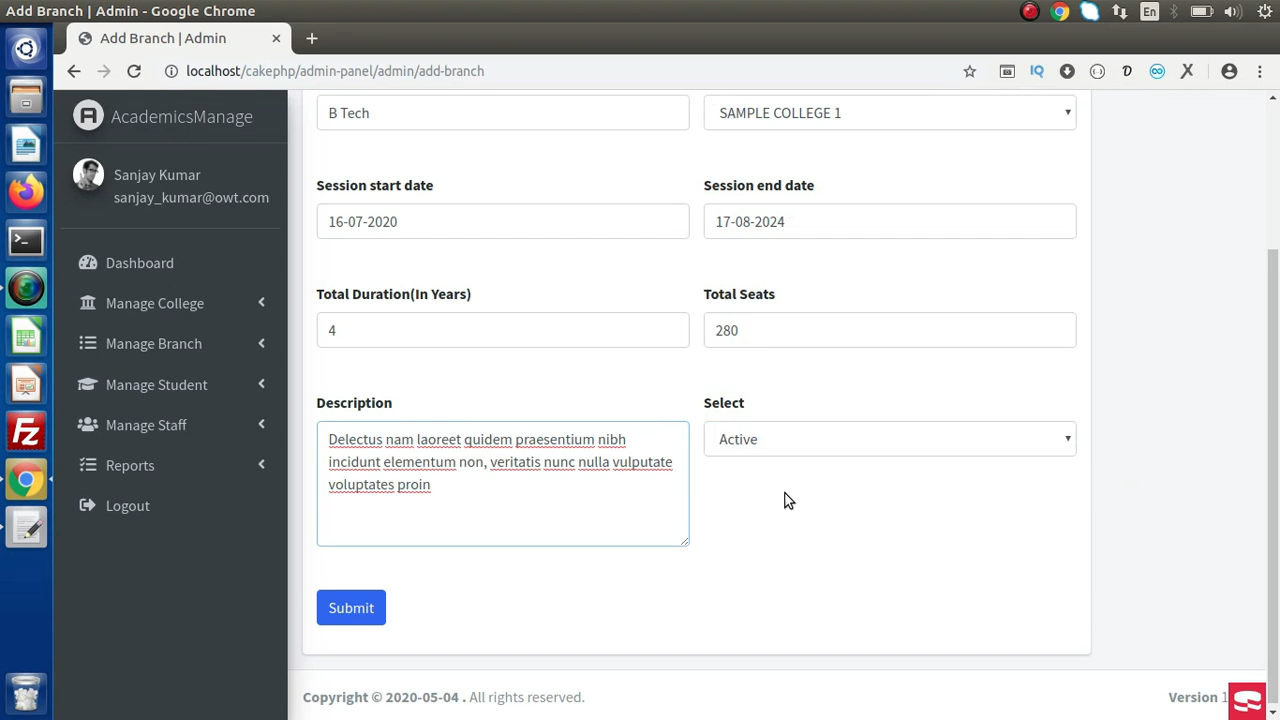 Add Branch | Admin - Google Chrome
En
Add Branch | Admin
localhost/cakephp/admin-panel/admin/add-branch
IQ
AcademicsManage
Sanjay Kumar
sanjay_kumar@owt.com
Dashboard
Manage College
Manage Branch
Manage Student
Manage Staff
Reports
Logout
B Tech
SAMPLE COLLEGE 1
Session start date
Session end date
16-07-2020
17-08-2024
Total Duration(In Years)
Total Seats
4
280
Description
Select
Delectus nam laoreet quidem praesentium nibh
incidunt elementum non, veritatis nunc nulla vulputate
voluptates proin
Active
Submit
Copyright © 2020-05-04 . All rights reserved.
Version 1